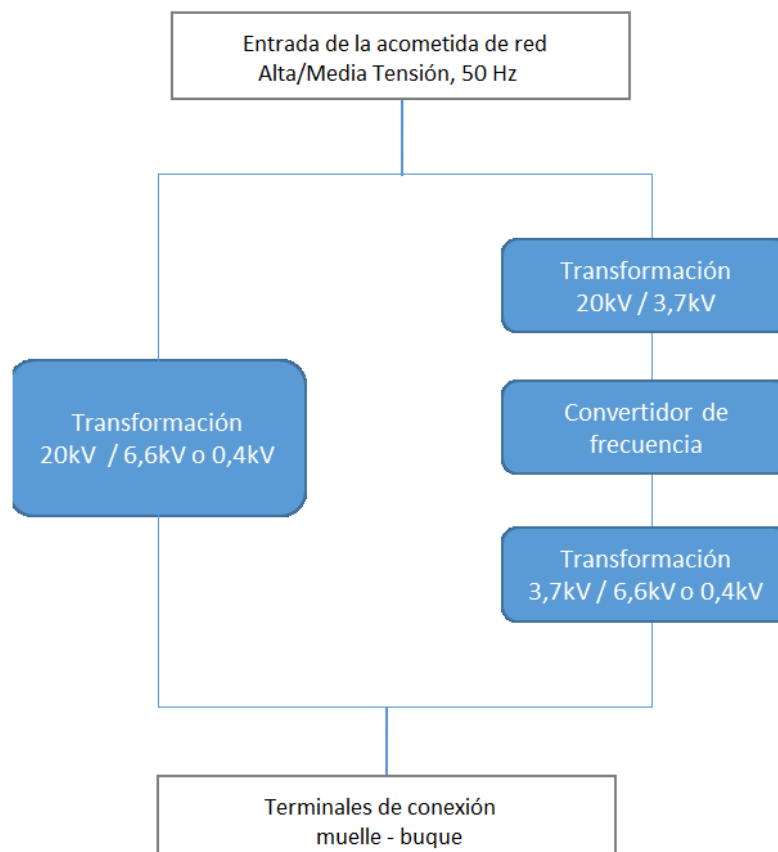 Entrada de la acometida de red
Alta/Media Tensión, 50 Hz
Transformación
20kV / 3,7kV
Transformación
20kV / 6,6kV o 0,4kV
Convertidor de
frecuencia
Transformación
3,7kV / 6,6kV o 0,4kV
Terminales de conexión
muelle - buque